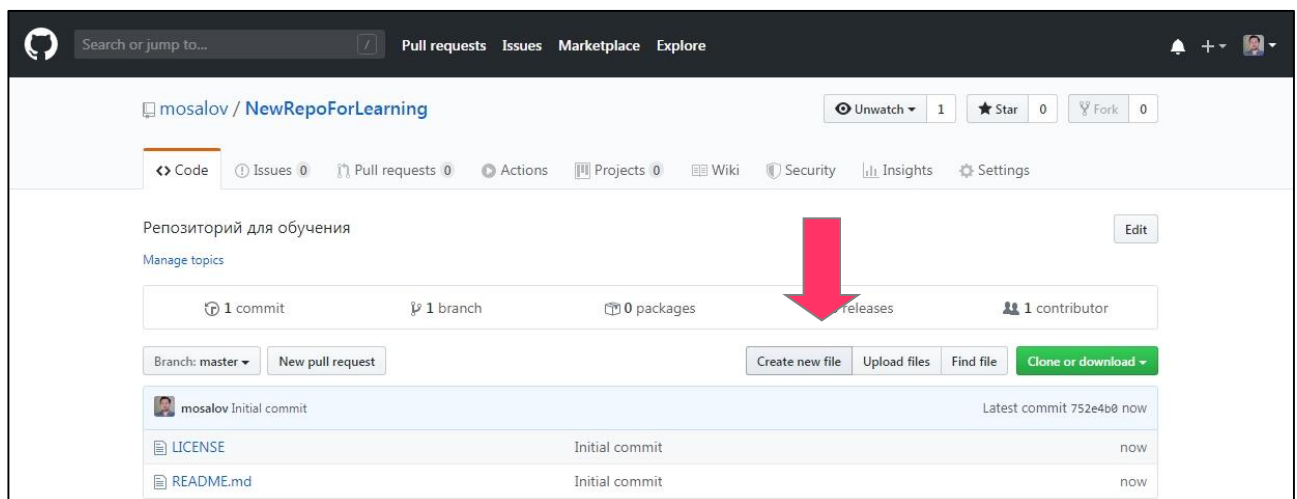 Search or jump to... / Pull requests Issues Marketplace Explore
mosalov / NewRepoForLearning Unwatch 1 Star 0 Fork 0
Code Issues 0 Pull requests 0 Actions Projects 0 Wiki Security Insights Settings
Репозиторий для обучения Edit
Manage topics
1 commit 1 branch 0 packages releases 1 contributor
Branch: master New pull request Create new file Upload files Find file Clone or download
mosalov Initial commit Latest commit 752e4b0 now
LICENSE Initial commit now
README.md Initial commit now